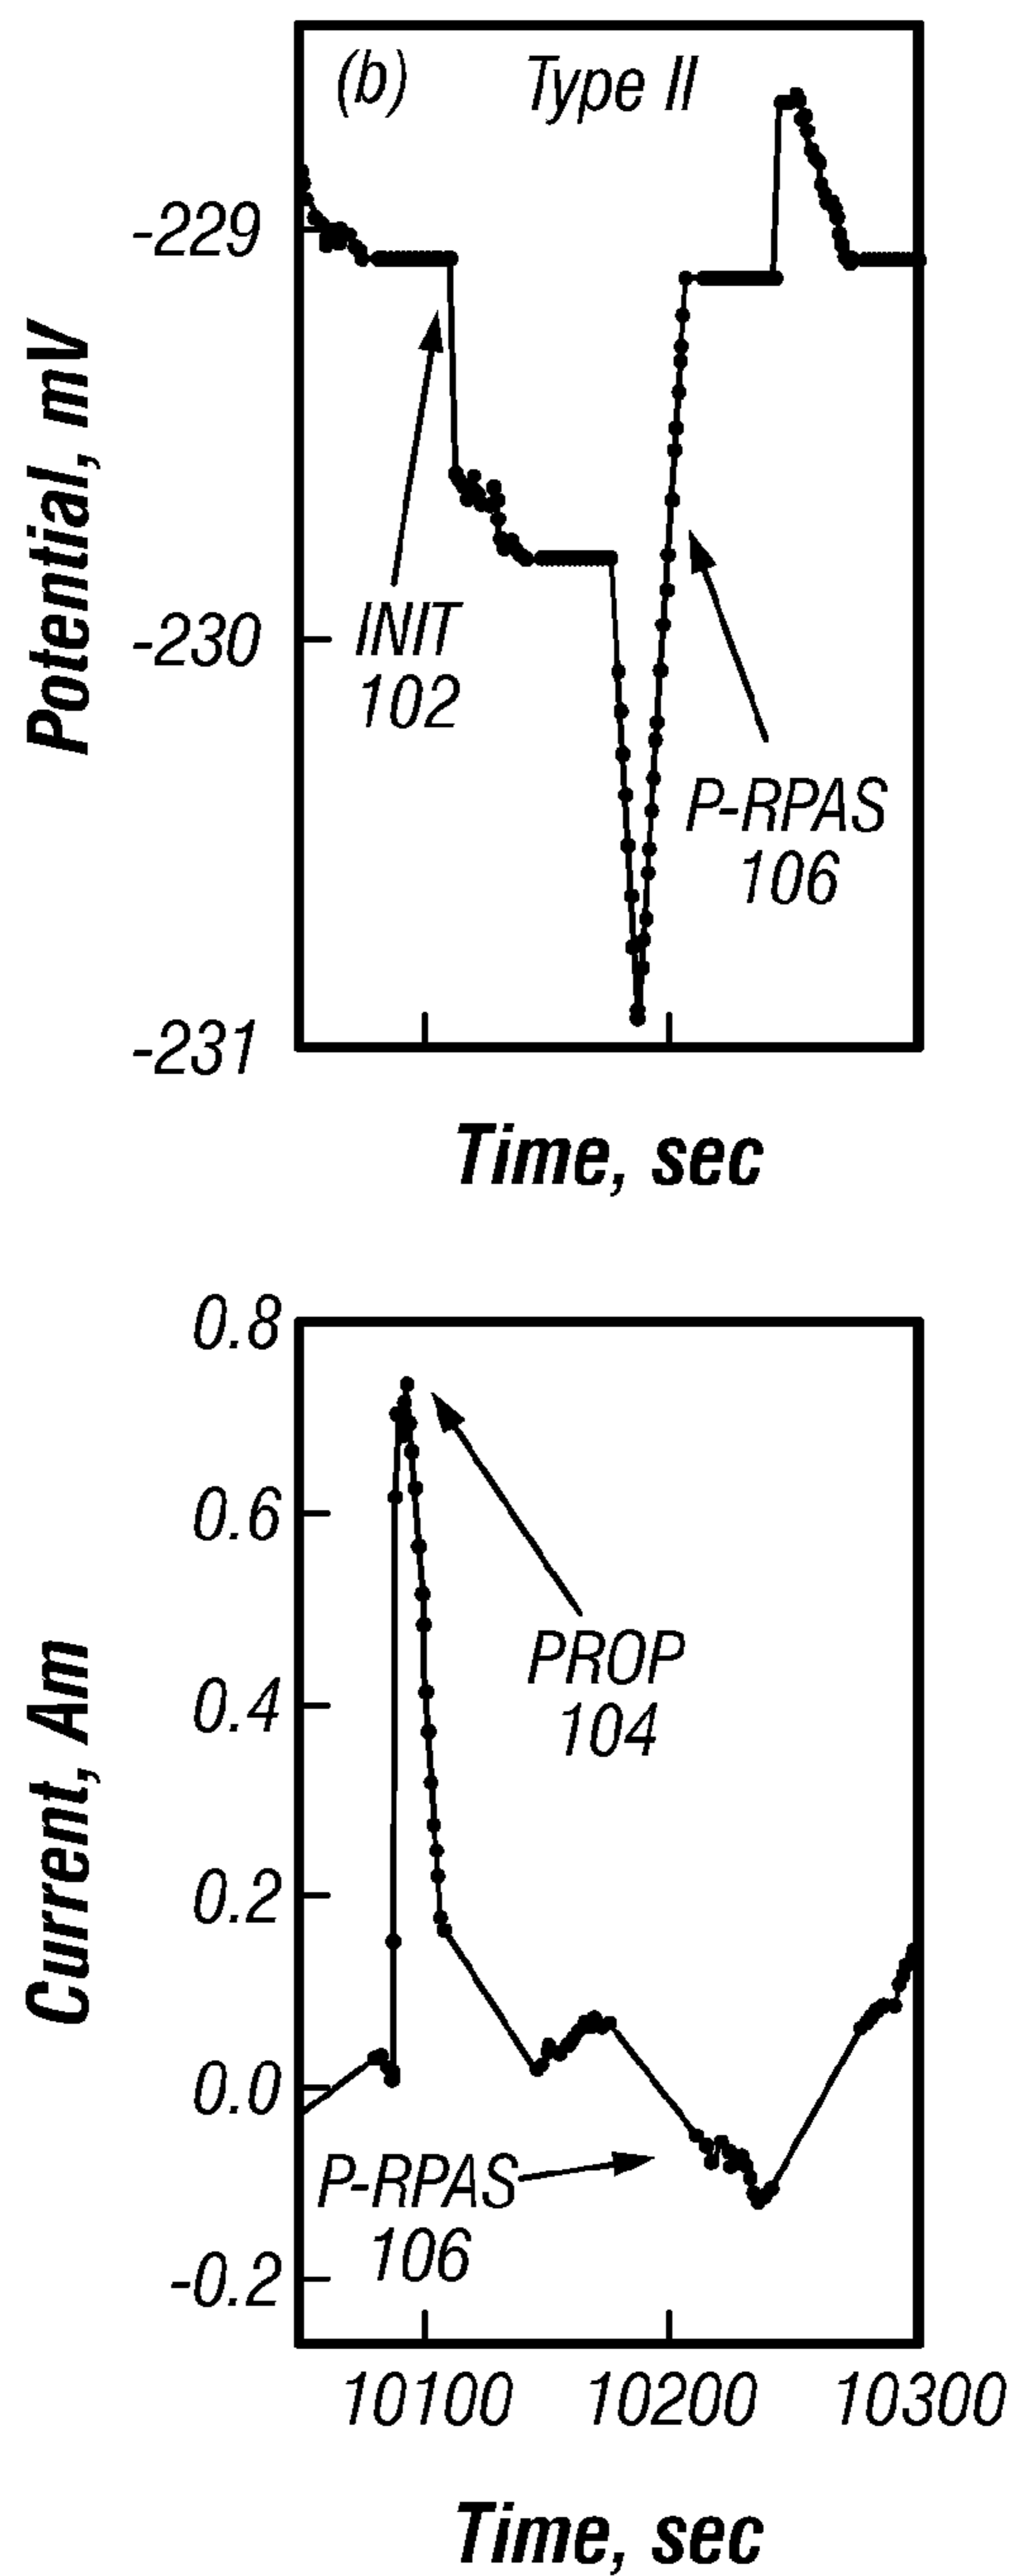 (b) Type II
-229
-230
-231
Potential, mV
INIT
102
P-RPAS
106
Time, sec
0.8
0.6
0.4
0.2
0.0
-0.2
Current, Am
PROP
104
P-RPAS
106
10100 10200 10300
Time, sec